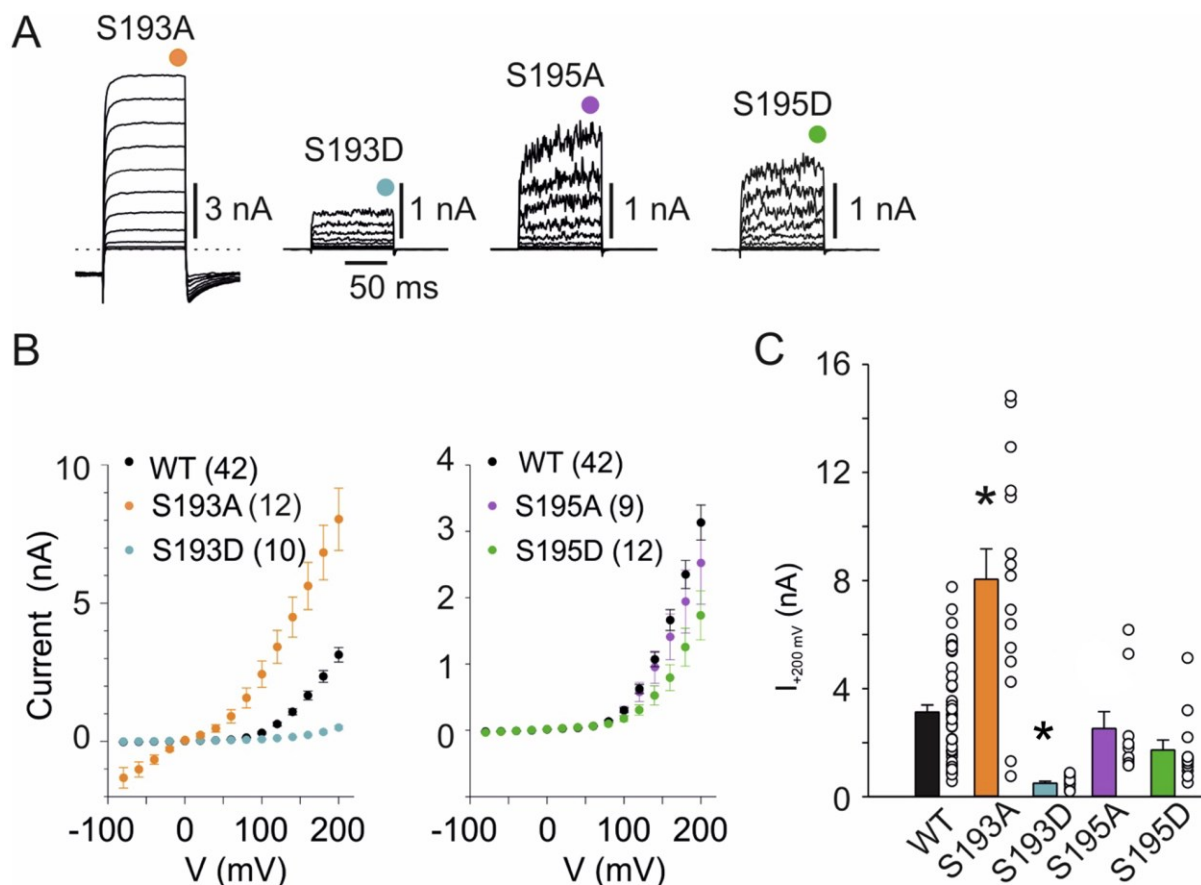 A
S193A
S193D
S195A
S195D
3 nA
1 nA
1 nA
1 nA
50 ms
B
WT (42)
S193A (12)
S193D (10)
10
5
0
Current (nA)
-100 0 100 200
V (mV)
WT (42)
S195A (9)
S195D (12)
4
3
2
1
0
-100 0 100 200
V (mV)
C
16
12
8
4
0
I+200 mV (nA)
*
*
WT
S193A
S193D
S195A
S195D